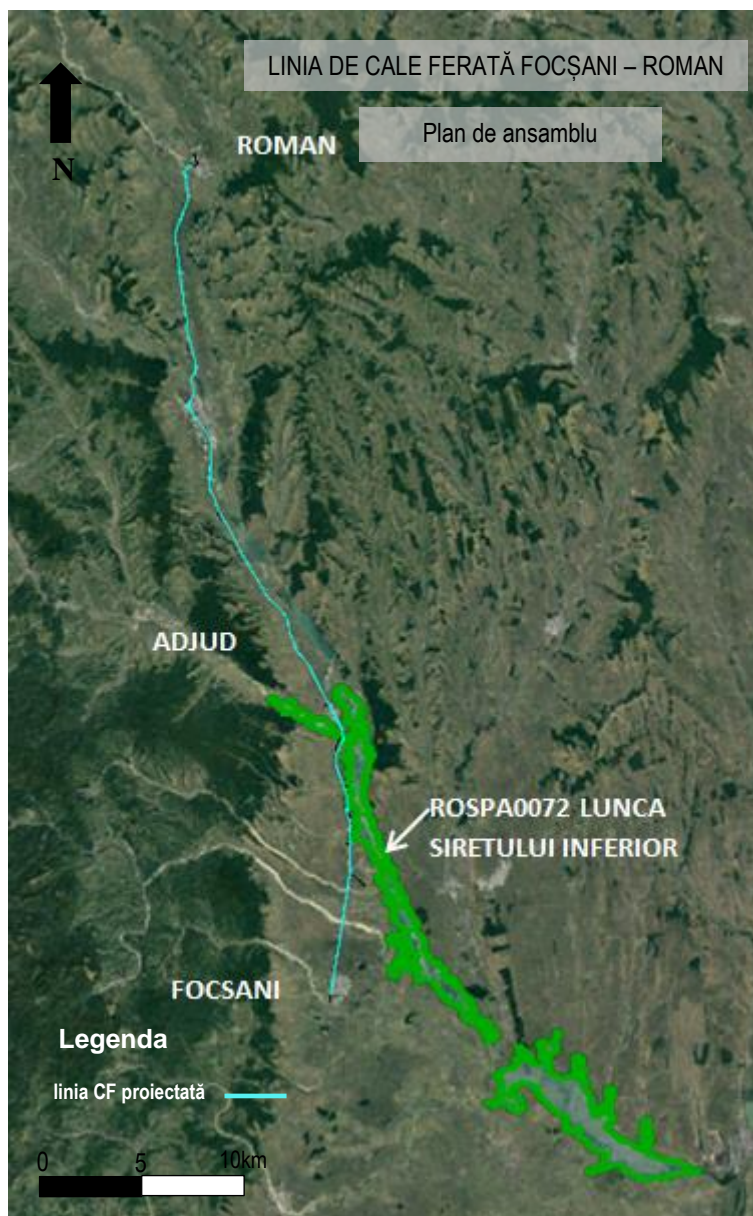 LINIA DE CALE FERATĂ FOCȘANI – ROMAN
Plan de ansamblu
N
ROMAN
ADJUD
ROSPA0072 LUNCA
SIRETULUI INFERIOR
FOCSANI
Legenda
linia CF proiectată
0 5 10km